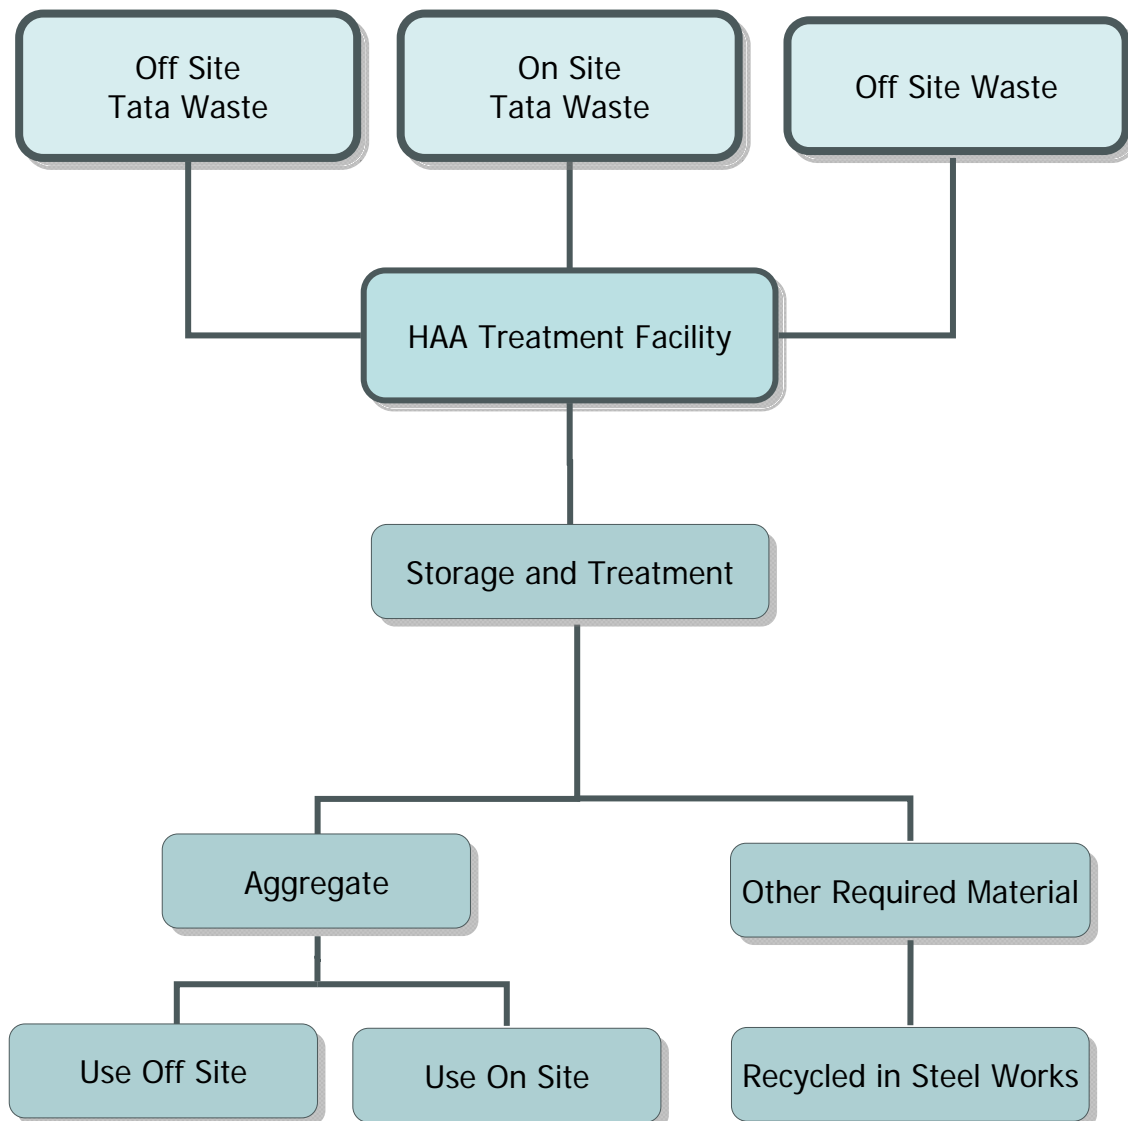 Off Site
Tata Waste
On Site
Tata Waste
Off Site Waste
HAA Treatment Facility
Storage and Treatment
Aggregate
Other Required Material
Use Off Site
Use On Site
Recycled in Steel Works